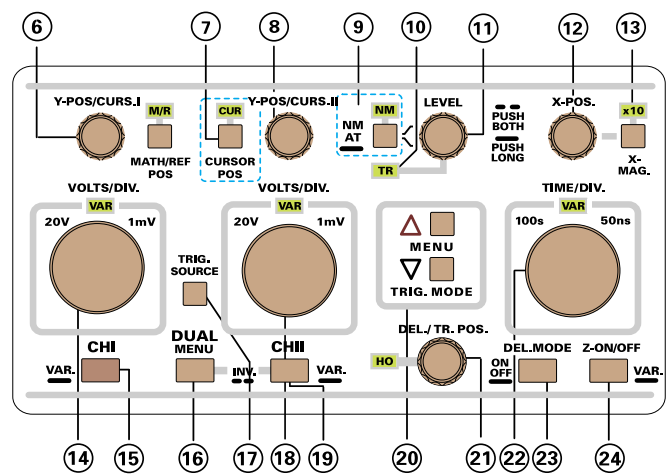 6 7 8 9 10 11 12 13
Y-POS/CURS.I M/R CUR Y-POS/CURS.II NM LEVEL X-POS. x10
NM
AT
PUSH
BOTH
PUSH
LONG
MATH/REF
POS
CURSOR
POS
TR
X-
MAG.
VOLTS/DIV.
VAR
20V 1mV
VOLTS/DIV.
VAR
20V 1mV
TIME/DIV.
VAR
100s 50ns
TRIG.
SOURCE
MENU
TRIG. MODE
DEL./ TR. POS.
HO
VAR. CHI
DUAL
MENU
INV.
CHII
VAR.
ON
OFF
DEL.MODE
Z-ON/OFF
VAR.
14 15 16 17 18 19 20 21 22 23 24